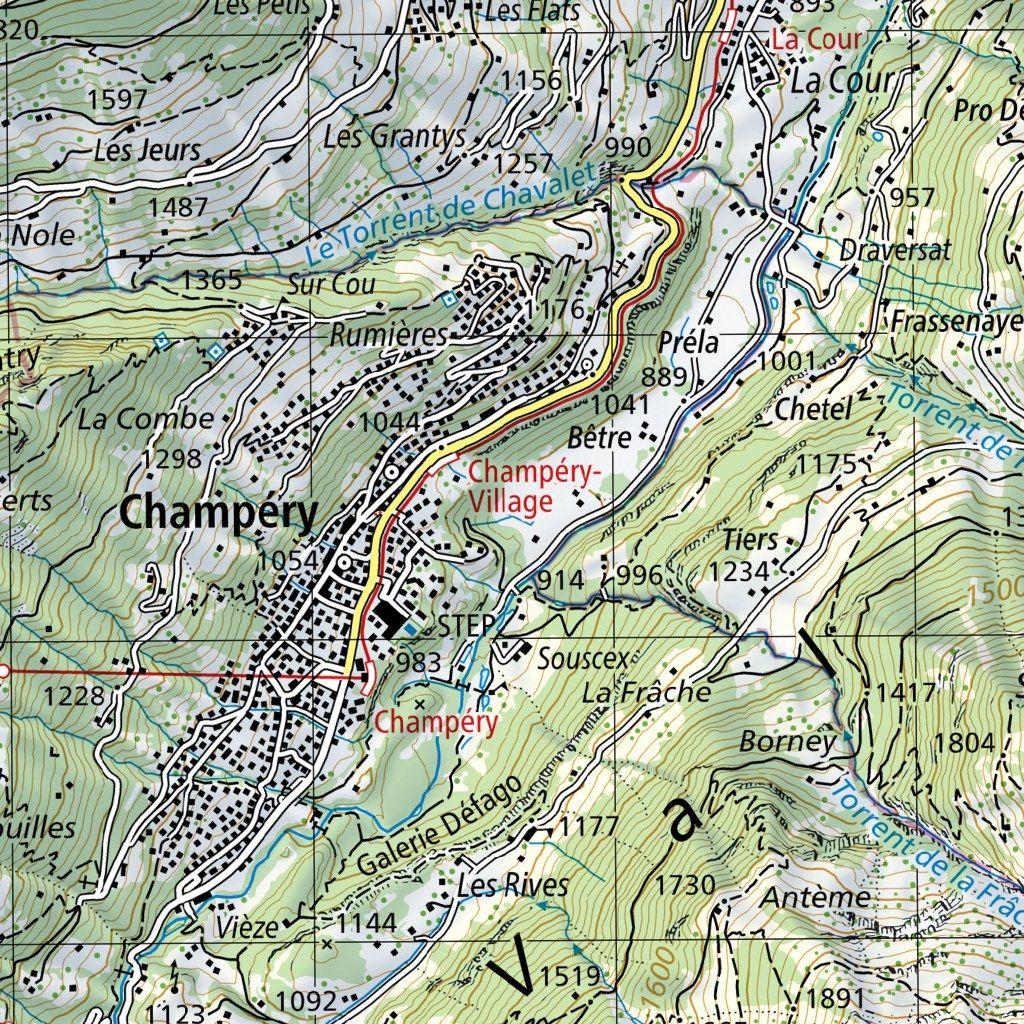 Les Petis
Les Flats
893
820
La Cour
La Cour
1597
1156
Les Grantys
990
Les Jeurs
1257
Le Torrent de Chavalet
957
1487
Nole
Draversat
1365
Sur Cou
1176
Rumières
Préla
Frassenaye
1001
889
La Combe
1044
1041
Chetel
Torrent de
Bêtre
1298
Champéry-
Village
1175
erts
Champéry
Tiers
1054
914
996
1234
1500
STEP
983
Souscex
1228
La Frâche
1417
Champéry
Borney
1804
Galerie Défago
a
ouilles
1177
Torrent de la Frâc
Les Rives
1730
Antème
Vièze
1144
V
1519
1600
1092
1891
1123